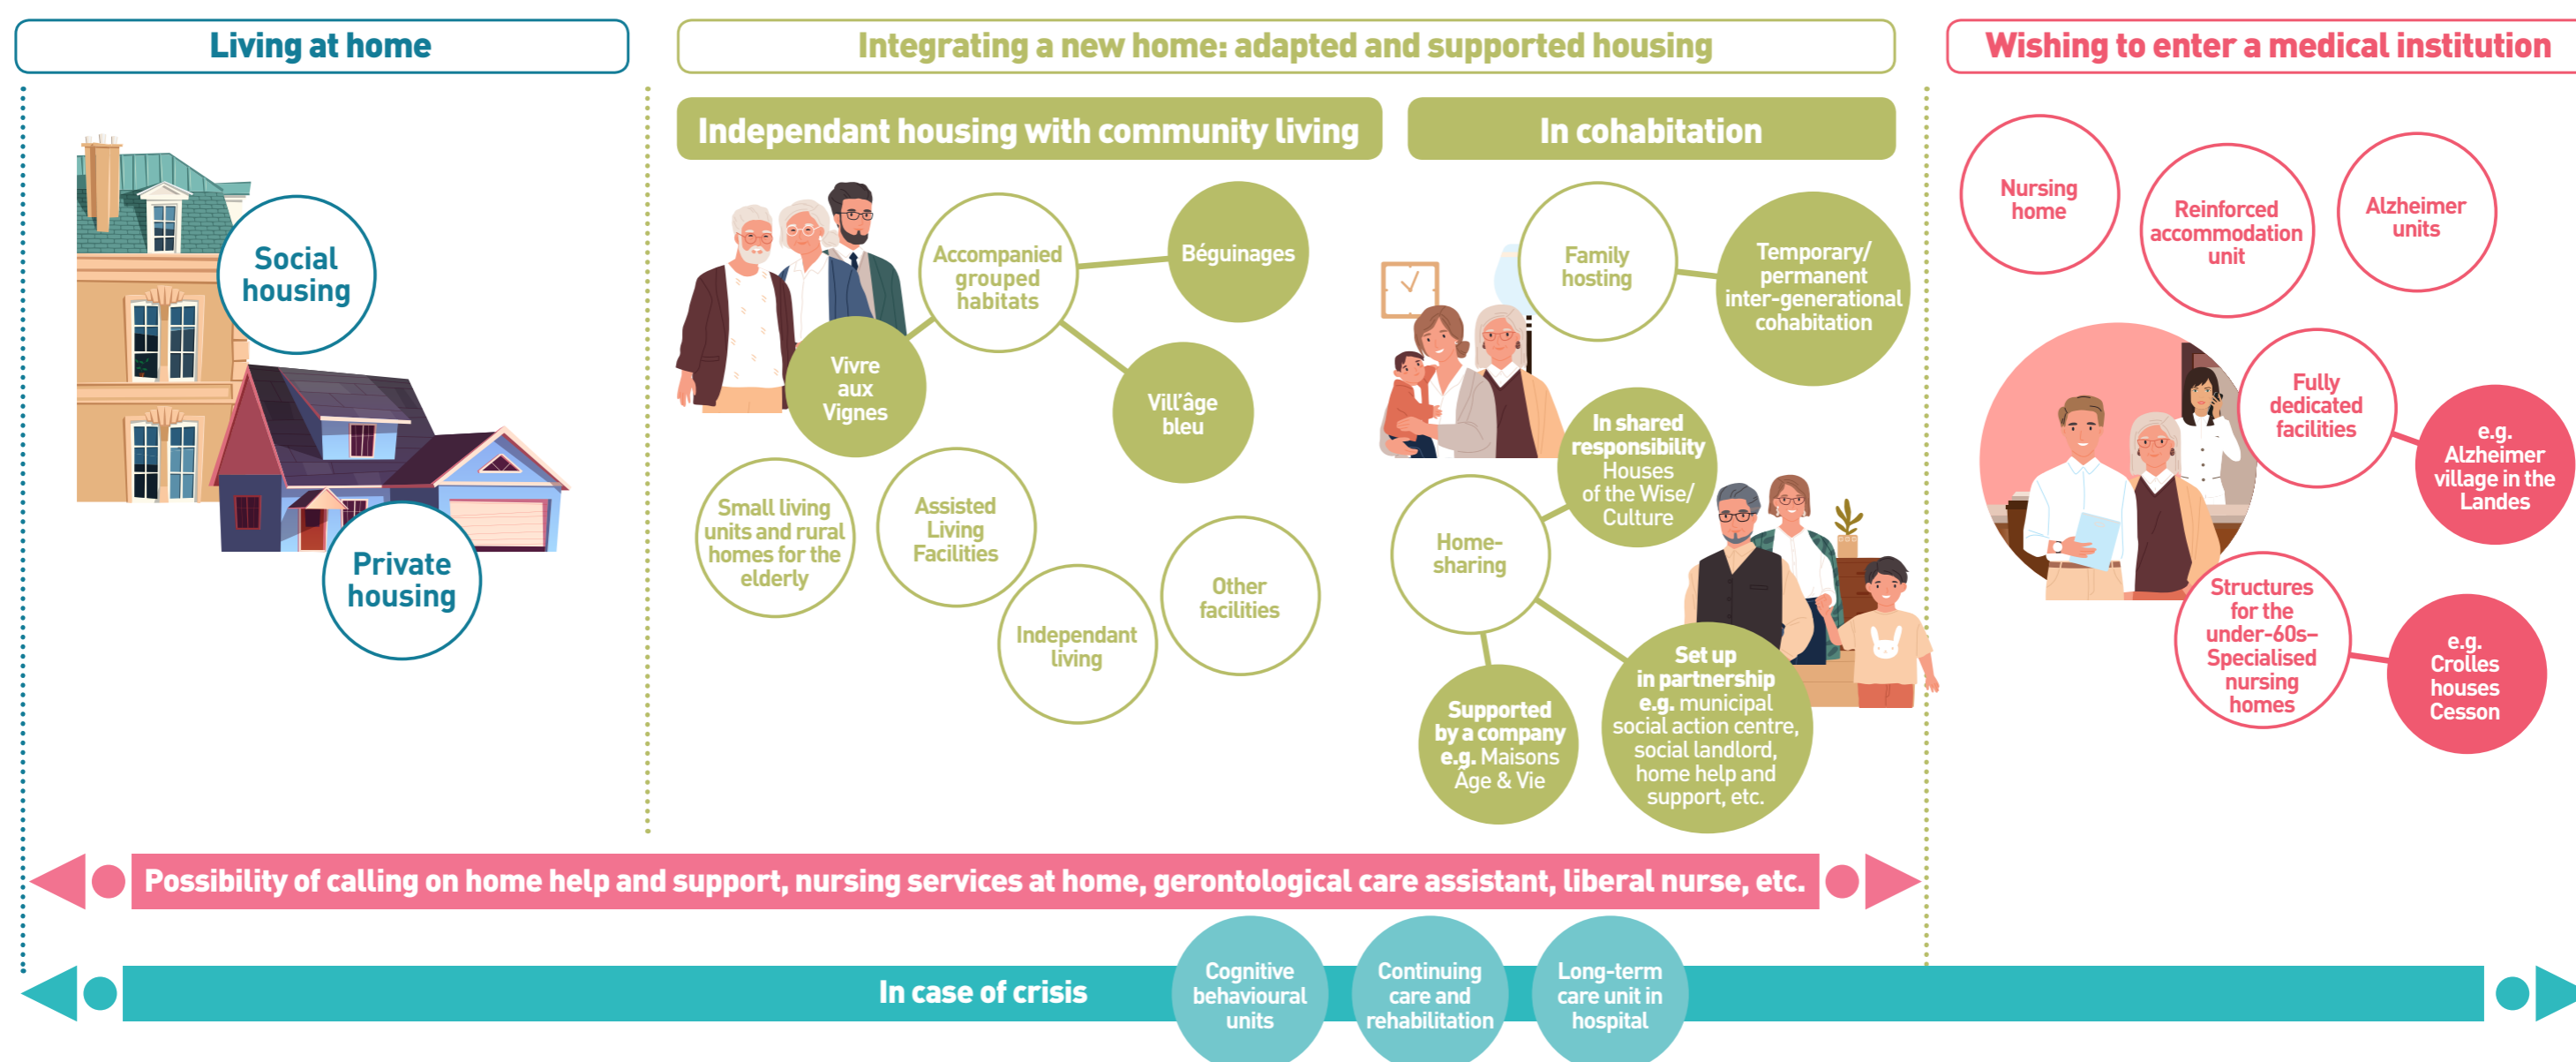 Living at home
Integrating a new home: adapted and supported housing
Wishing to enter a medical institution
Independant housing with community living
In cohabitation
Social
housing
Private
housing
Accompanied
grouped
habitats
Béguinages
Vivre
aux
Vignes
Vill'âge
bleu
Small living
units and rural
homes for the
elderly
Assisted
Living
Facilities
Independant
living
Other
facilities
Family
hosting
Temporary/
permanent
inter-generational
cohabitation
In shared
responsibility
Houses
of the Wise/
Culture
Home-
sharing
Supported
by a company
e.g. Maisons
Âge & Vie
Set up
in partnership
e.g. municipal
social action centre,
social landlord,
home help and
support, etc.
Nursing
home
Reinforced
accommodation
unit
Alzheimer
units
Fully
dedicated
facilities
e.g.
Alzheimer
village in the
Landes
Structures
for the
under-60s–
Specialised
nursing
homes
e.g.
Crolles
houses
Cesson
Possibility of calling on home help and support, nursing services at home, gerontological care assistant, liberal nurse, etc.
In case of crisis
Cognitive
behavioural
units
Continuing
care and
rehabilitation
Long-term
care unit in
hospital